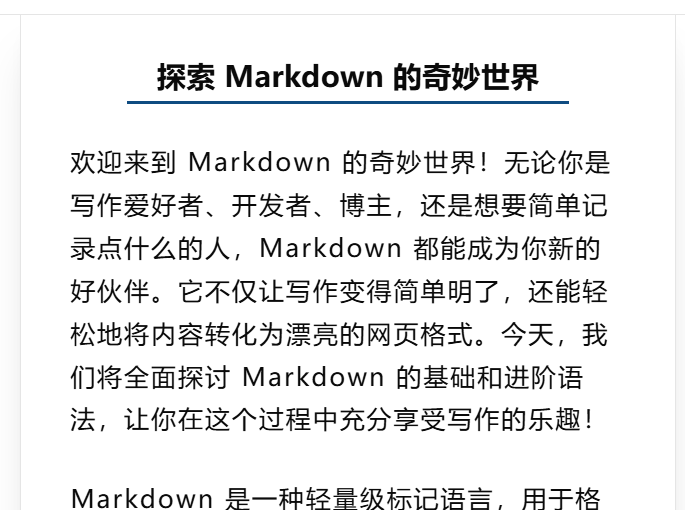 探索 Markdown 的奇妙世界
欢迎来到 Markdown 的奇妙世界！无论你是
写作爱好者、开发者、博主，还是想要简单记
录点什么的人，Markdown 都能成为你新的
好伙伴。它不仅让写作变得简单明了，还能轻
松地将内容转化为漂亮的网页格式。今天，我
们将全面探讨 Markdown 的基础和进阶语
法，让你在这个过程中充分享受写作的乐趣！
Markdown 是一种轻量级标记语言，用于格